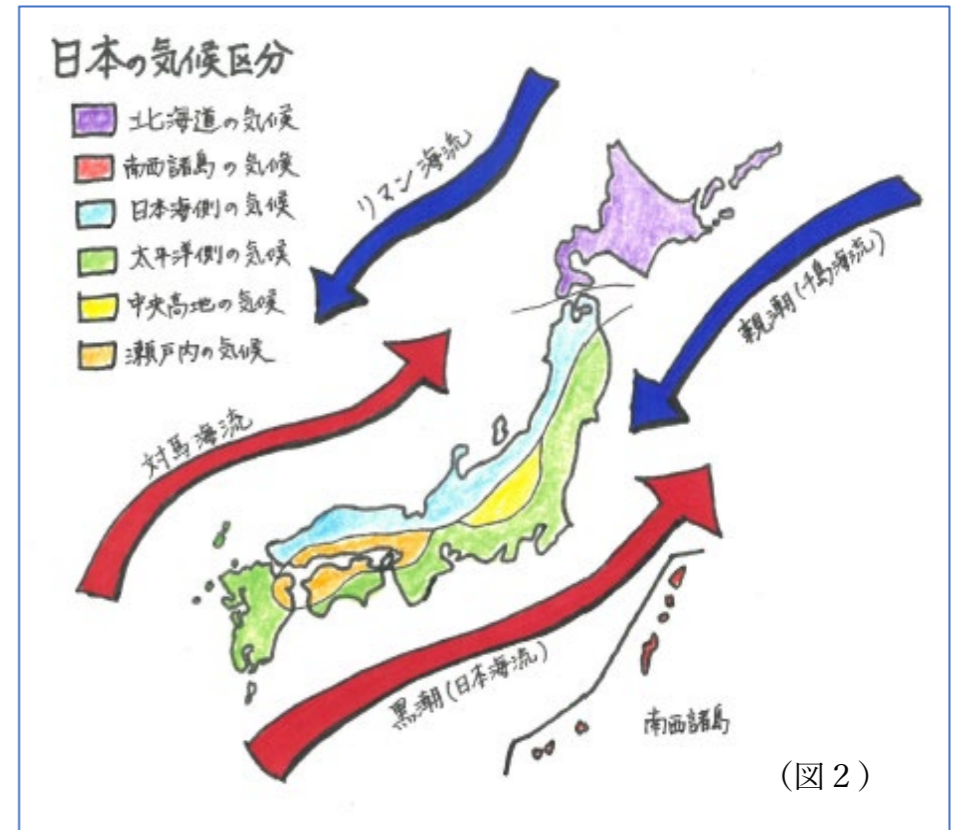 日本の気候区分
北海道の気候
南西諸島の気候
日本海側の気候
太平洋側の気候
中央高地の気候
瀬戸内の気候
リマン海流
親潮(千島海流)
対馬海流
黒潮(日本海流)
南西諸島
(図2)